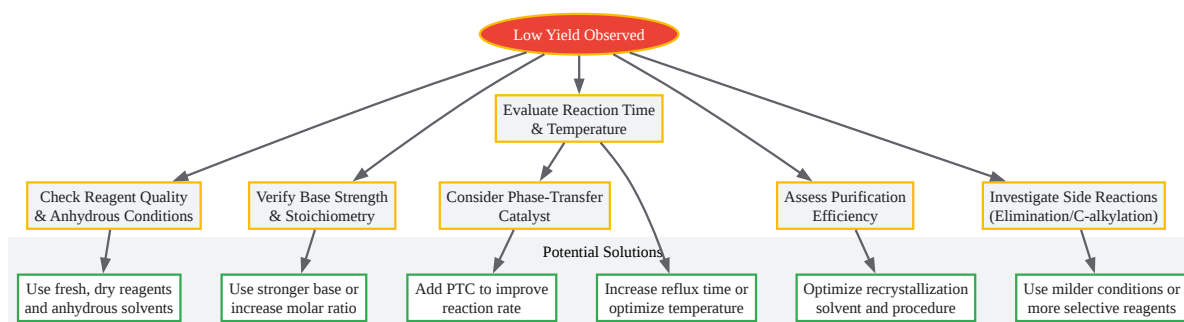 Low Yield Observed
Evaluate Reaction Time
& Temperature
Check Reagent Quality
& Anhydrous Conditions
Verify Base Strength
& Stoichiometry
Consider Phase-Transfer
Catalyst
Assess Purification
Efficiency
Investigate Side Reactions
(Elimination/C-alkylation)
Potential Solutions
Use fresh, dry reagents
and anhydrous solvents
Use stronger base or
increase molar ratio
Add PTC to improve
reaction rate
Increase reflux time or
optimize temperature
Optimize recrystallization
solvent and procedure
Use milder conditions or
more selective reagents